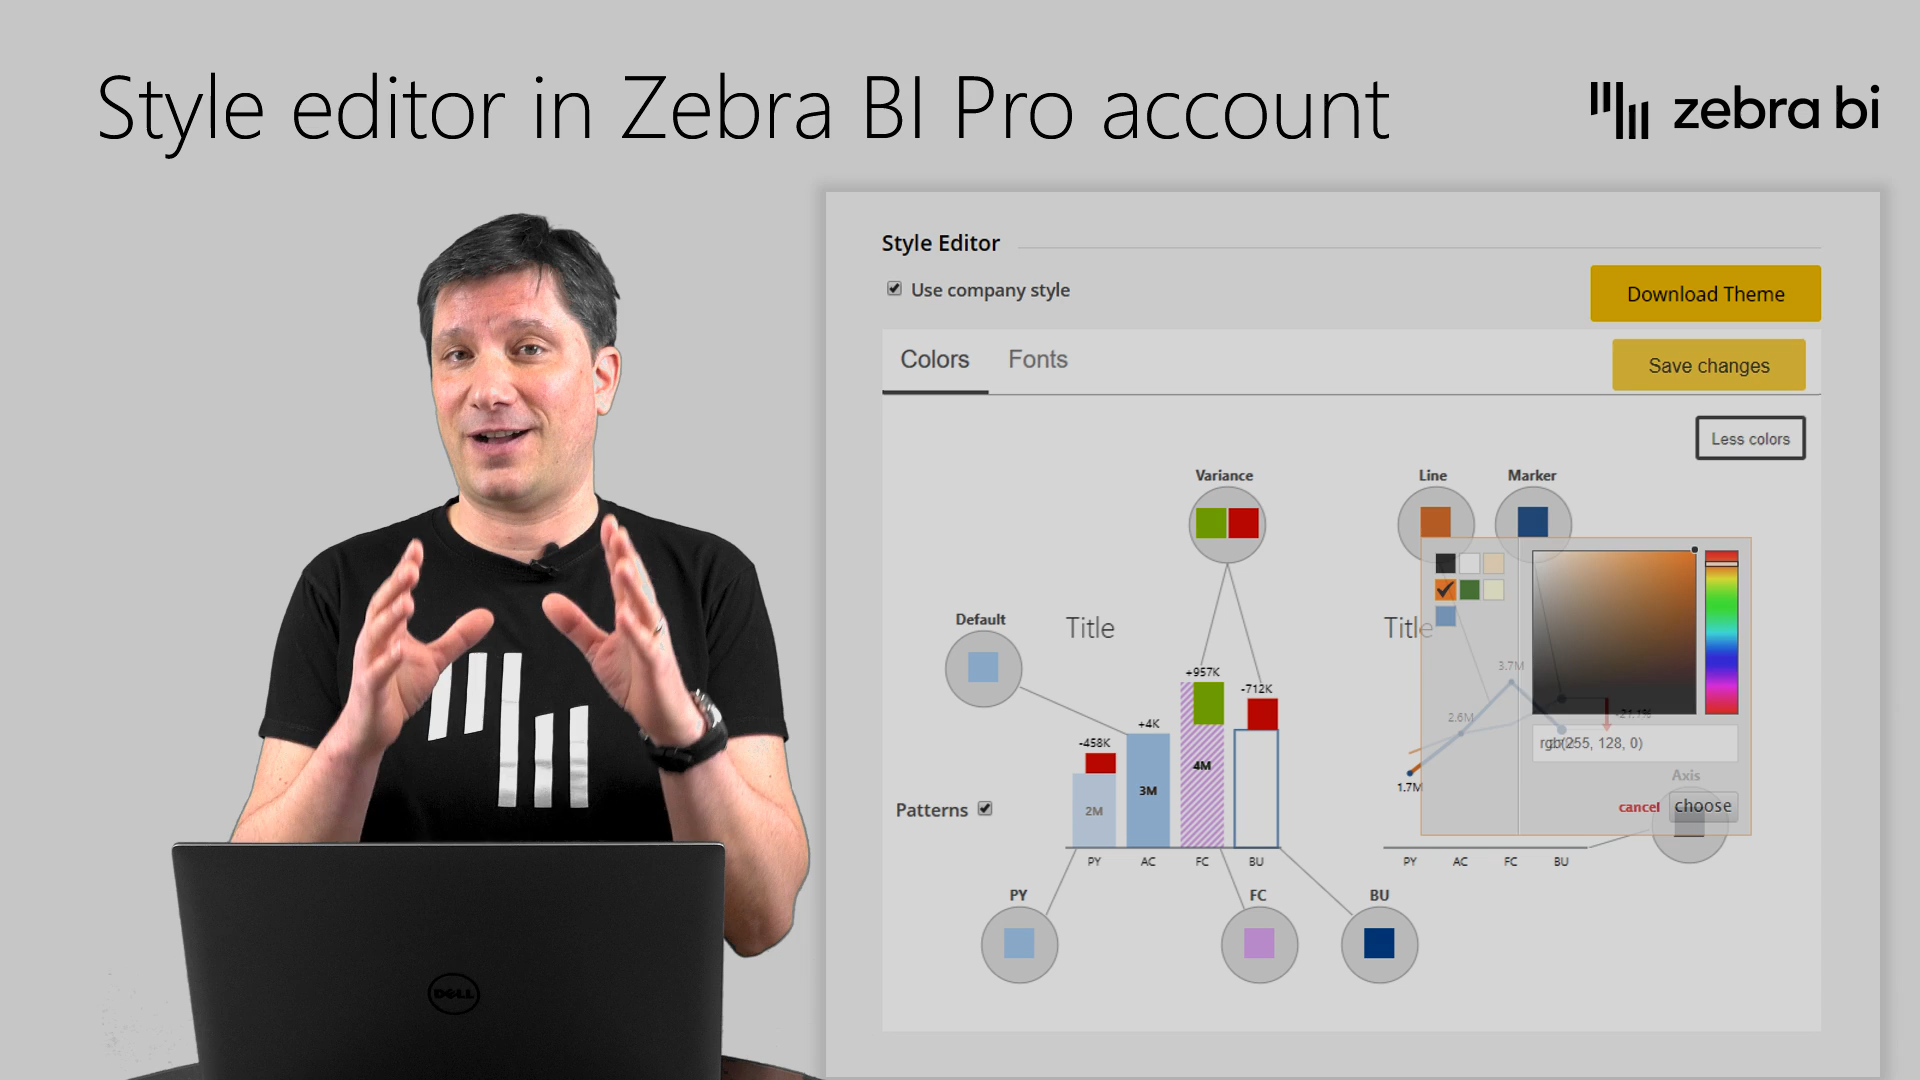 Style editor in Zebra BI Pro account
zebra bi
Style Editor
Use company style
Download Theme
Colors
Fonts
Save changes
Less colors
Variance
Line
Marker
Default
Title
Title
3.7M
+957K
-712K
2.6M
-21.1%
+4K
-458K
rgb(255, 128, 0)
4M
Axis
1.7M
3M
cancel
choose
Patterns
2M
PY
AC
FC
BU
PY
AC
FC
BU
PY
FC
BU
DELL